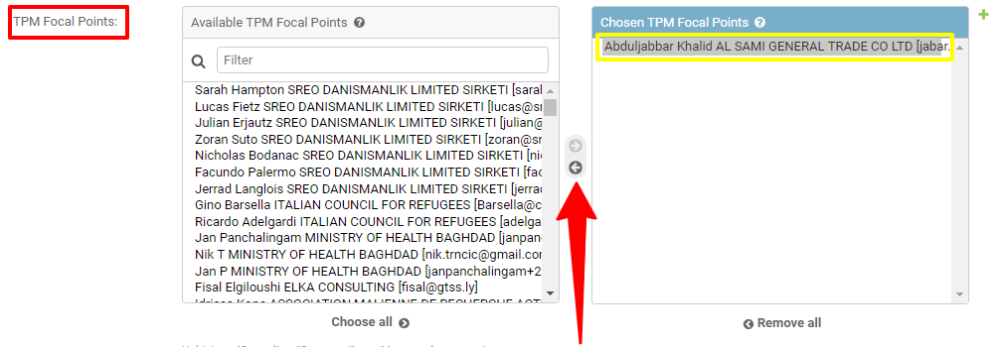 TPM Focal Points:
Available TPM Focal Points
Filter
Sarah Hampton SREO DANISMANLIK LIMITED SIRKETI [saral
Lucas Fietz SREO DANISMANLIK LIMITED SIRKETI [lucas@sr
Julian Erjautz SREO DANISMANLIK LIMITED SIRKETI [julian@
Zoran Suto SREO DANISMANLIK LIMITED SIRKETI [zoran@sr
Nicholas Bodanac SREO DANISMANLIK LIMITED SIRKETI [nic
Facundo Palermo SREO DANISMANLIK LIMITED SIRKETI [fac
Jerrad Langlois SREO DANISMANLIK LIMITED SIRKETI [jerrad
Gino Barsella ITALIAN COUNCIL FOR REFUGEES [Barsella@c
Ricardo Adelgardi ITALIAN COUNCIL FOR REFUGEES [adelga
Jan Panchalingam MINISTRY OF HEALTH BAGHDAD [janpan
Nik T MINISTRY OF HEALTH BAGHDAD [nik.trncic@gmail.con
Jan P MINISTRY OF HEALTH BAGHDAD [janpanchalingam+2
Fisal Elgiloushi ELKA CONSULTING [fisal@gtss.ly]
Choose all
Chosen TPM Focal Points
Abduljabbar Khalid AL SAMI GENERAL TRADE CO LTD [jabar.
Remove all